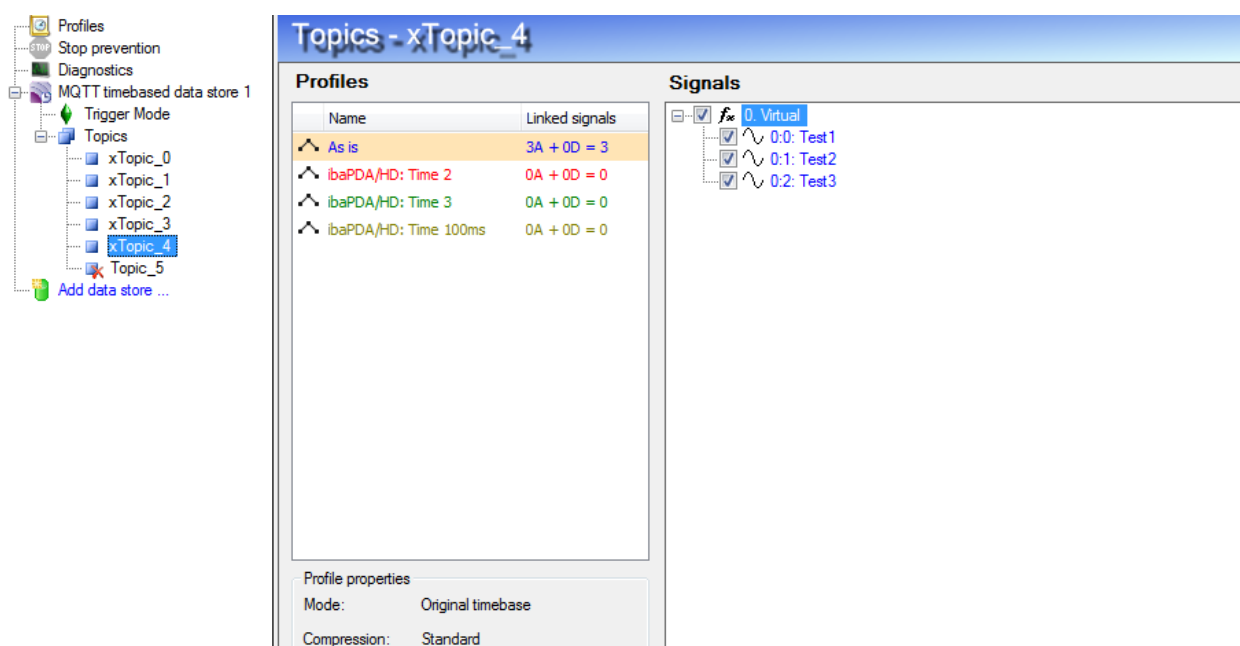 Profiles
Stop prevention
Diagnostics
MQTT timebased data store 1
Trigger Mode
Topics
xTopic_0
xTopic_1
xTopic_2
xTopic_3
xTopic_4
Topic_5
Add data store ...
Topics - xTopic_4
Profiles
Name Linked signals
As is 3A + 0D = 3
ibaPDA/HD: Time 2 0A + 0D = 0
ibaPDA/HD: Time 3 0A + 0D = 0
ibaPDA/HD: Time 100ms 0A + 0D = 0
Profile properties
Mode: Original timebase
Compression: Standard
Signals
fx 0. Virtual
0:0: Test1
0:1: Test2
0:2: Test3
STOP